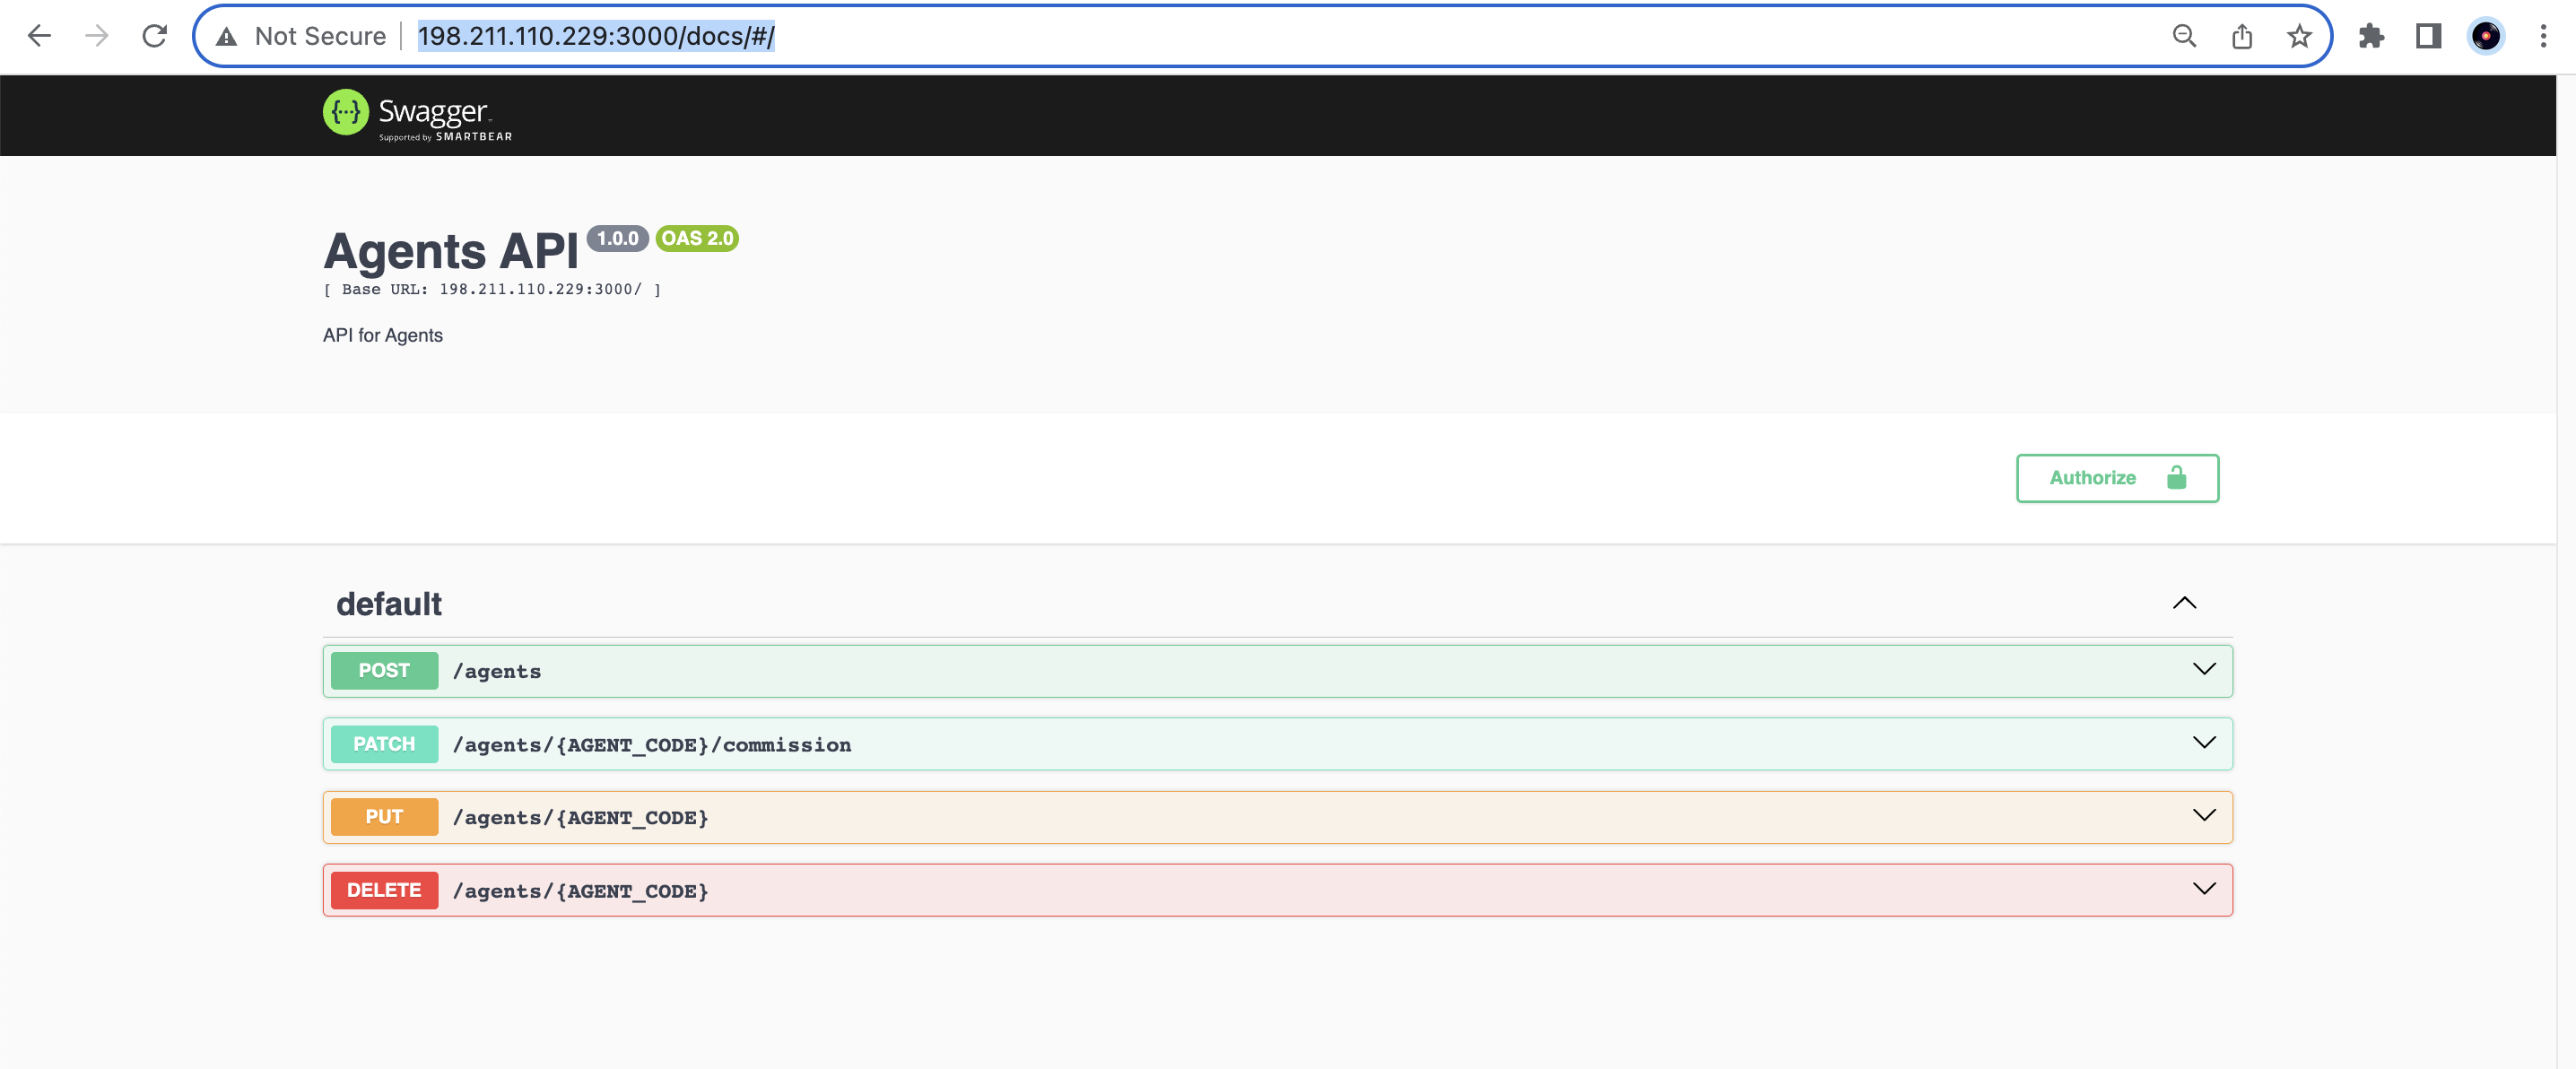 Not Secure | 198.211.110.229:3000/docs/#/
{···} Swagger™
Supported by SMARTBEAR
Agents API 1.0.0 OAS 2.0
[ Base URL: 198.211.110.229:3000/ ]
API for Agents
Authorize
default
POST /agents
PATCH /agents/{AGENT_CODE}/commission
PUT /agents/{AGENT_CODE}
DELETE /agents/{AGENT_CODE}